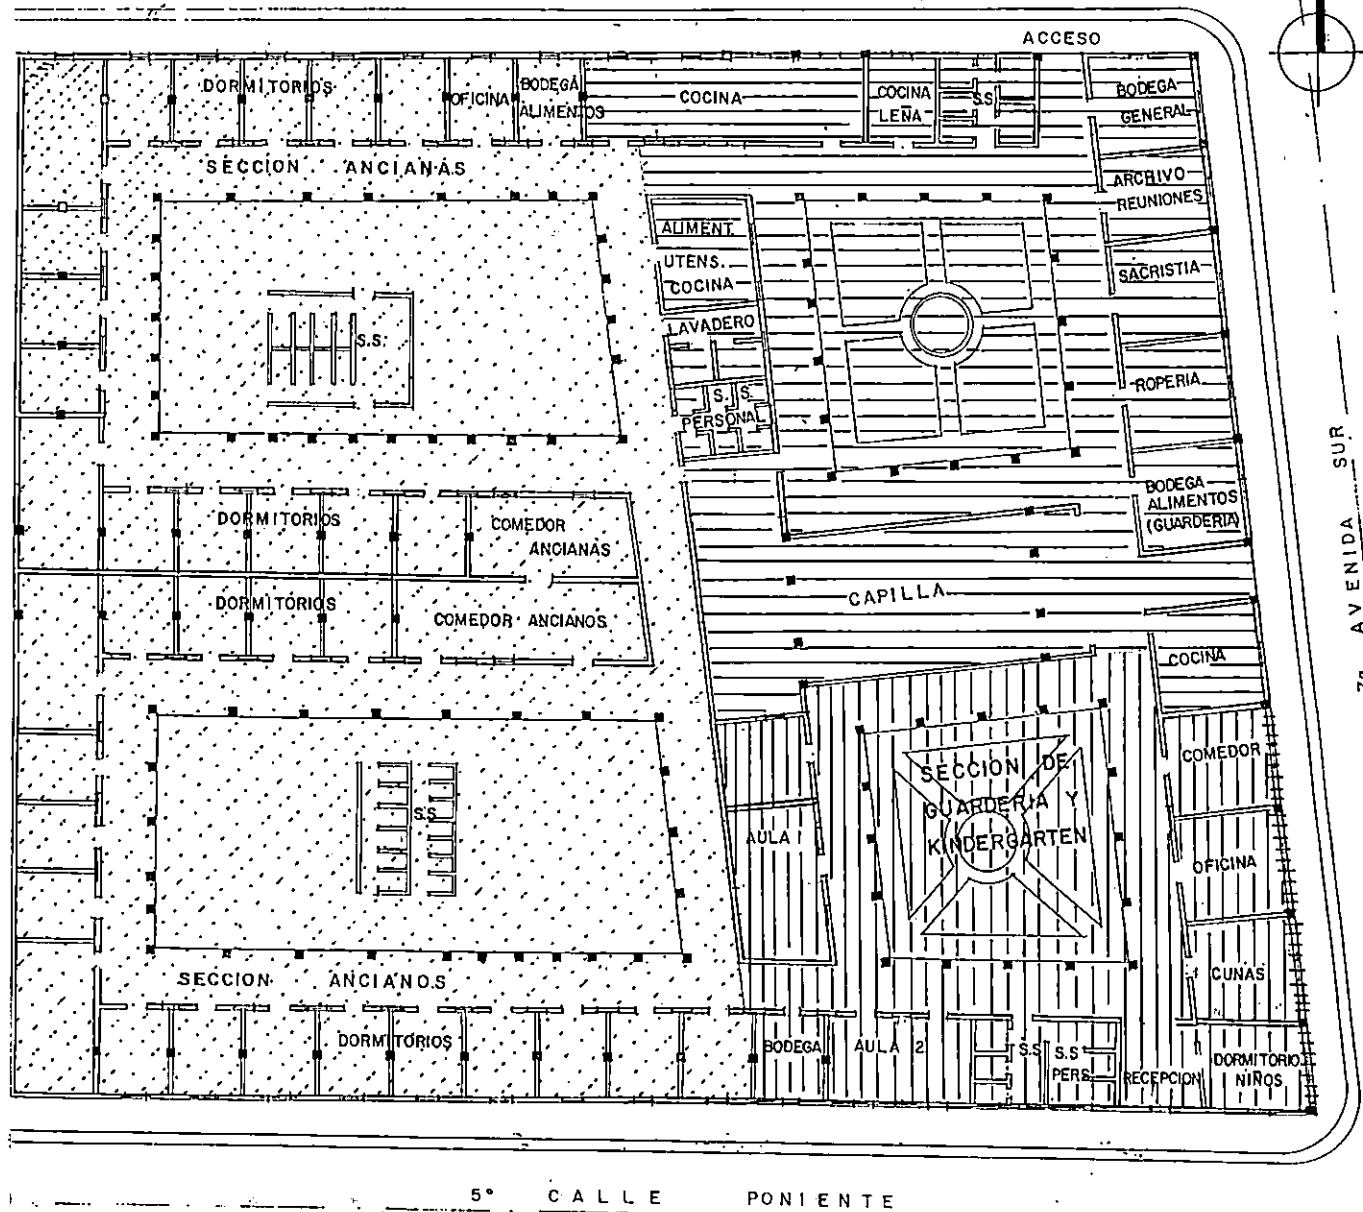 ACCESO
DORMITORIOS
OFICINA
BODEGA
ALIMENTOS
COCINA
COCINA
LEÑA
S.S
BODEGA
GENERAL
SECCION ANCIANAS
ARCHIVO
REUNIONES
ALIMENT.
UTENS.
COCINA
SACRISTIA
LAVADERO
S.S.
S. S.
PERSONAL
ROPERIA
DORMITORIOS
COMEDOR
ANCIANAS
BODEGA
ALIMENTOS
(GUARDERIA)
DORMITORIOS
COMEDOR ANCIANOS
CAPILLA
COCINA
AVENIDA SUR
COMEDOR
SECCION DE
GUARDERIA Y
KINDERGARTEN
S.S
AULA 1
OFICINA
SECCION ANCIANOS
CUNAS
DORMITORIOS
BODEGA
AULA 2
S.S
S.S
PERS.
RECEPCION
DORMITORIO
NIÑOS
5° CALLE PONIENTE